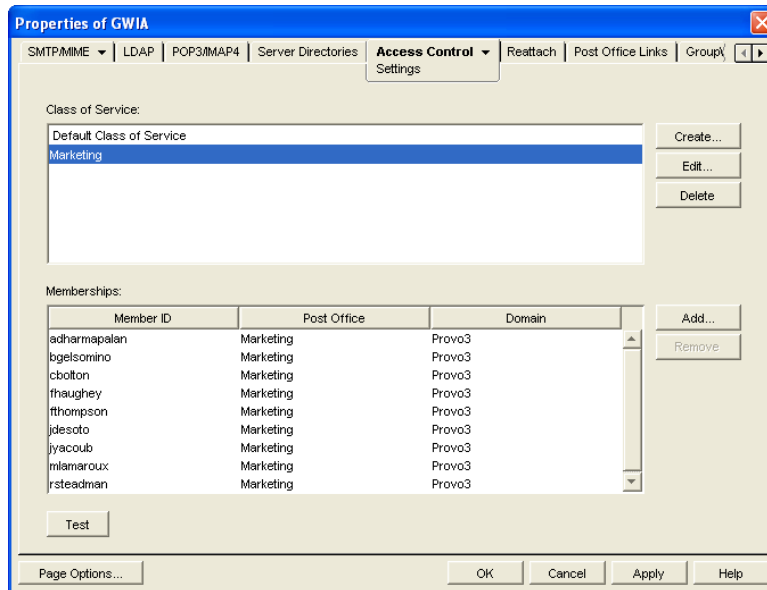 Properties of GWIA
SMTP/MIME LDAP POP3/IMAP4 Server Directories Access Control Reattach Post Office Links
Settings
Class of Service:
Default Class of Service
Create...
Marketing
Edit...
Delete
Memberships:
Member ID Post Office Domain
Add...
adharmapalan Marketing Provo3
Remove
bgelsomino Marketing Provo3
cbolton Marketing Provo3
fhaughey Marketing Provo3
fthompson Marketing Provo3
jdesoto Marketing Provo3
jyacoub Marketing Provo3
mlamaroux Marketing Provo3
rsteadman Marketing Provo3
Test
Page Options... OK Cancel Apply Help